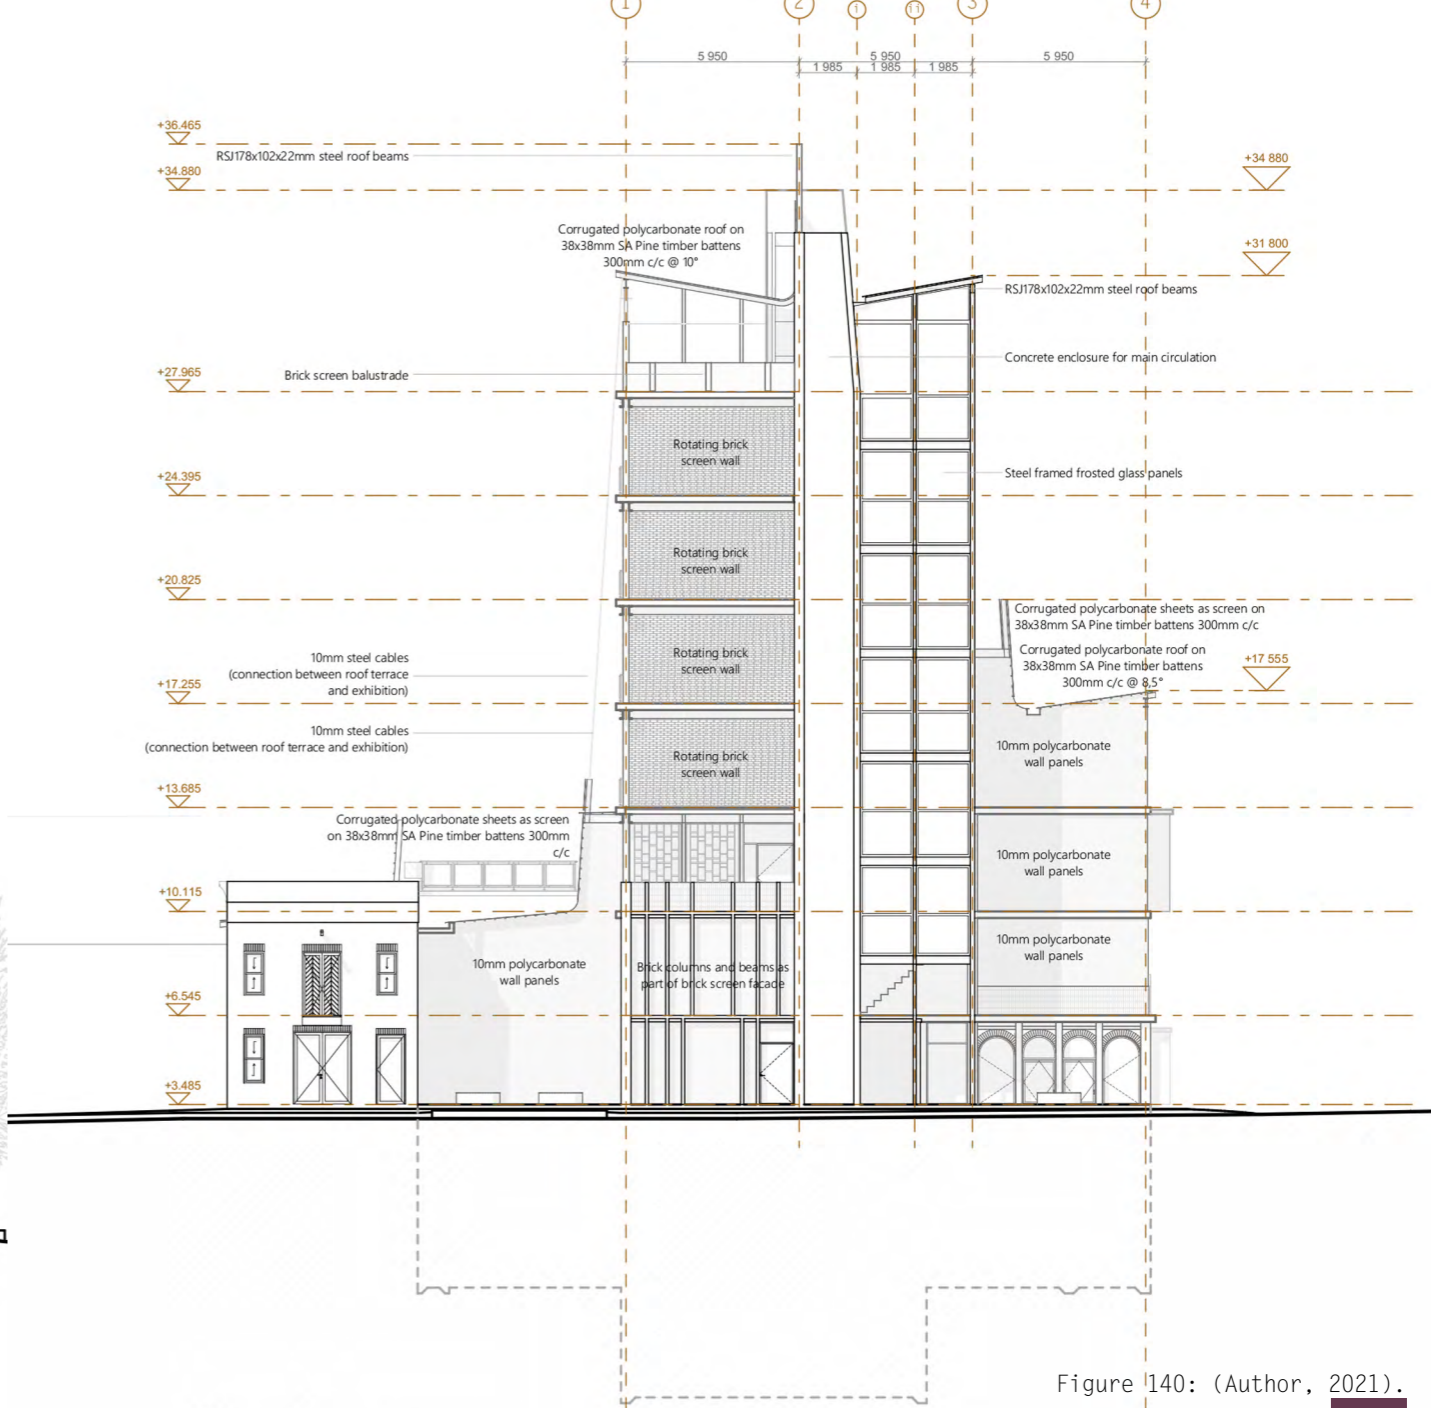 1 2 i ii 3 4
5 950 5 950 5 950
1 985 1 985 1 985
+36.465
RSJ178x102x22mm steel roof beams
+34.880
+34 880
Corrugated polycarbonate roof on
38x38mm SA Pine timber battens
300mm c/c @ 10°
+31 800
RSJ178x102x22mm steel roof beams
Concrete enclosure for main circulation
+27.965
Brick screen balustrade
Rotating brick
screen wall
+24.395
Steel framed frosted glass panels
Rotating brick
screen wall
+20.825
Corrugated polycarbonate sheets as screen on
38x38mm SA Pine timber battens 300mm c/c
Corrugated polycarbonate roof on
38x38mm SA Pine timber battens
300mm c/c @ 8.5°
+17 555
Rotating brick
screen wall
10mm steel cables
(connection between roof terrace
and exhibition)
+17.255
10mm steel cables
(connection between roof terrace and exhibition)
Rotating brick
screen wall
10mm polycarbonate
wall panels
+13.685
Corrugated polycarbonate sheets as screen
on 38x38mm SA Pine timber battens 300mm
c/c
10mm polycarbonate
wall panels
+10.115
10mm polycarbonate
wall panels
10mm polycarbonate
wall panels
Brick columns and beams as
part of brick screen facade
+6.545
+3.485
Figure 140: (Author, 2021).